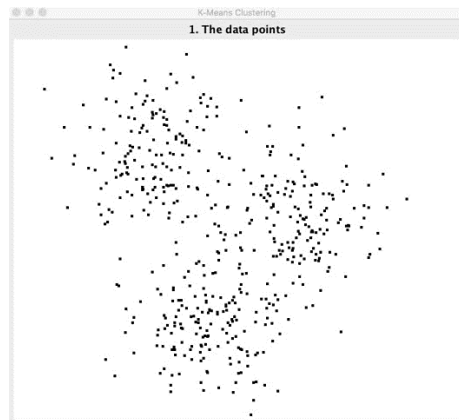 K-Means Clustering
1. The data points